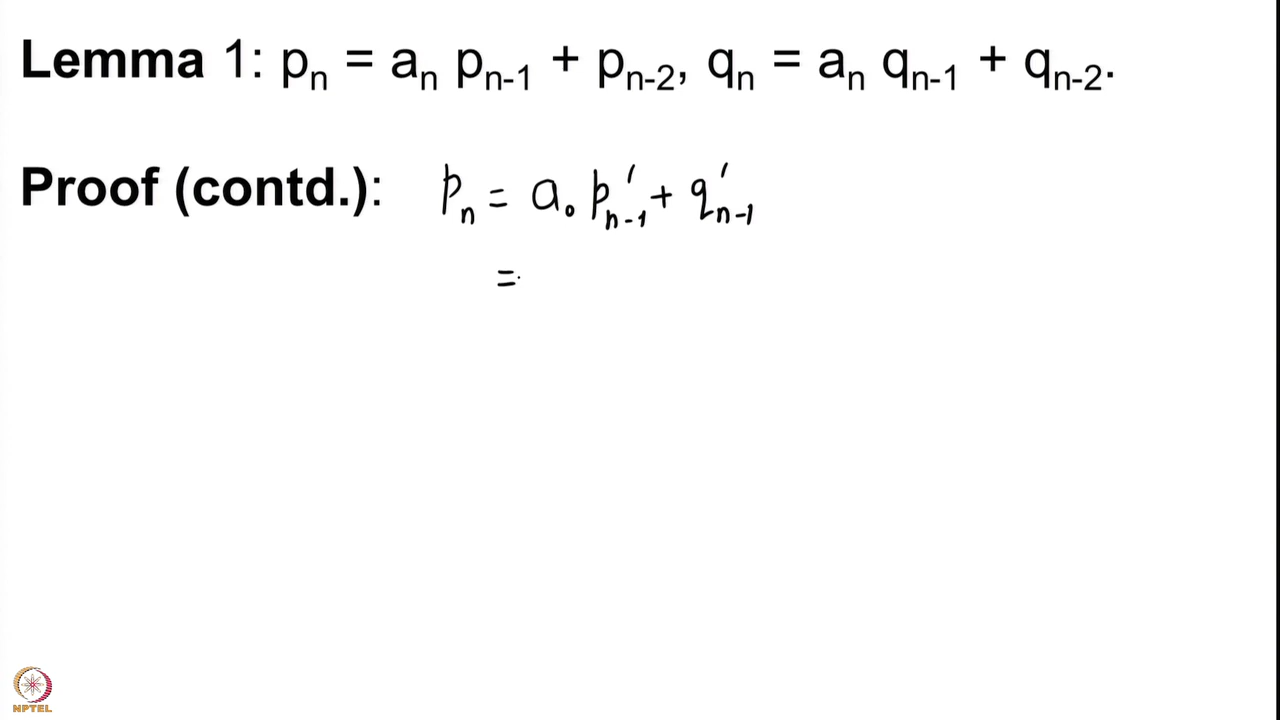 Lemma 1: pₙ = aₙ pₙ₋₁ + pₙ₋₂, qₙ = aₙ qₙ₋₁ + qₙ₋₂.
Proof (contd.): pₙ = a₀ p′ₙ₋₁ + q′ₙ₋₁
=
NPTEL